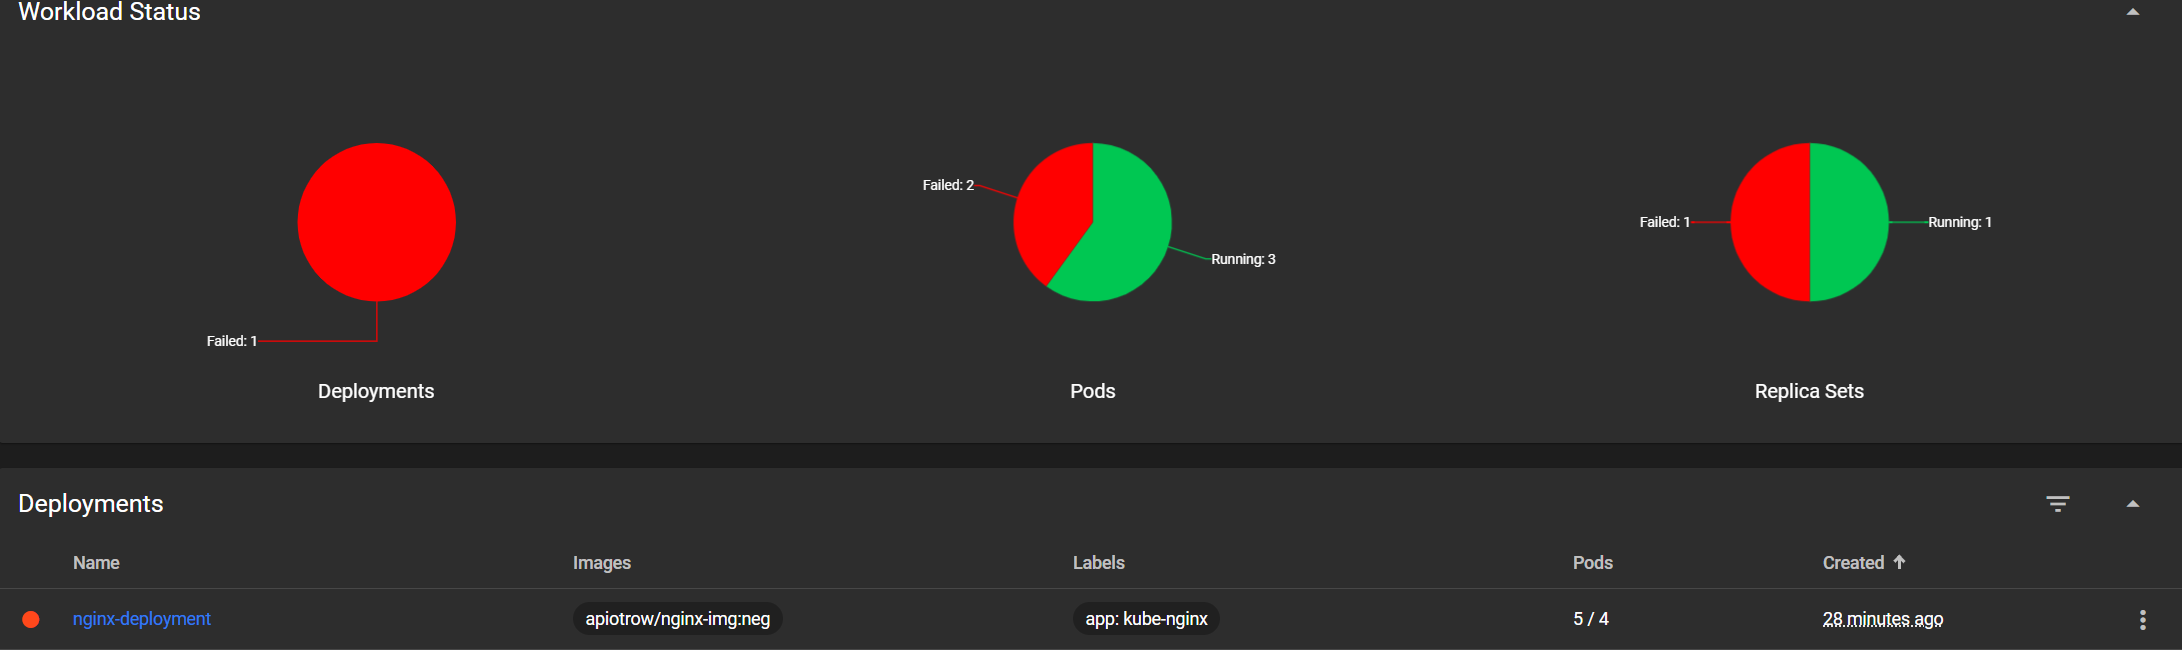 Workload Status
Failed: 1
Deployments
Failed: 2
Running: 3
Pods
Failed: 1
Running: 1
Replica Sets
Deployments
Name Images Labels Pods Created
nginx-deployment apiotrow/nginx-img:neg app: kube-nginx 5 / 4 28 minutes ago